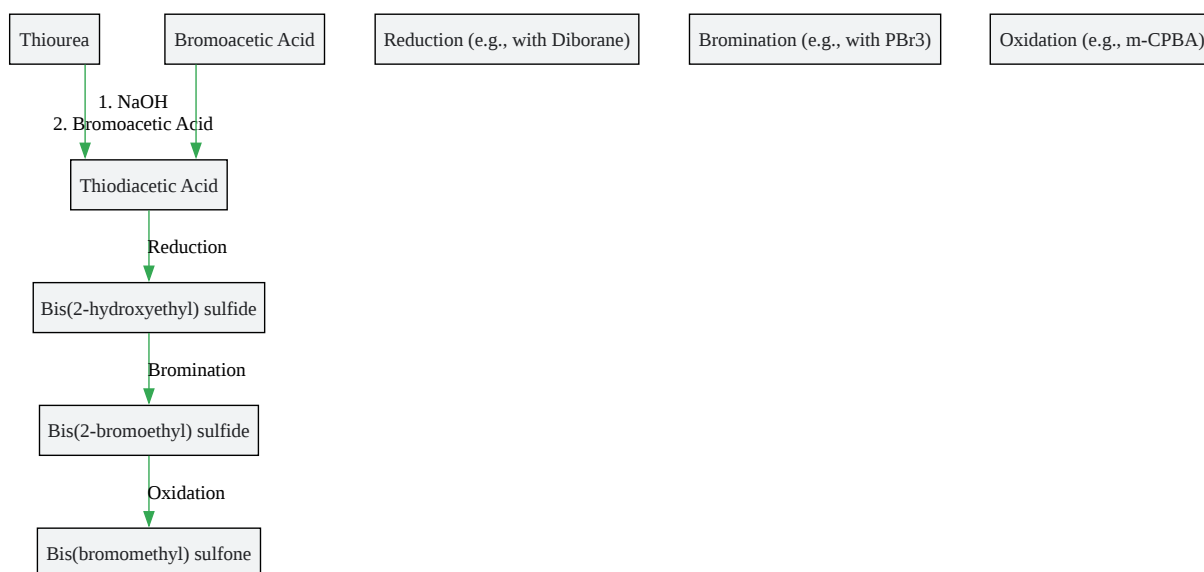 Thiourea
Bromoacetic Acid
Reduction (e.g., with Diborane)
Bromination (e.g., with PBr3)
Oxidation (e.g., m-CPBA)
1. NaOH
2. Bromoacetic Acid
Thiodiacetic Acid
Reduction
Bis(2-hydroxyethyl) sulfide
Bromination
Bis(2-bromoethyl) sulfide
Oxidation
Bis(bromomethyl) sulfone